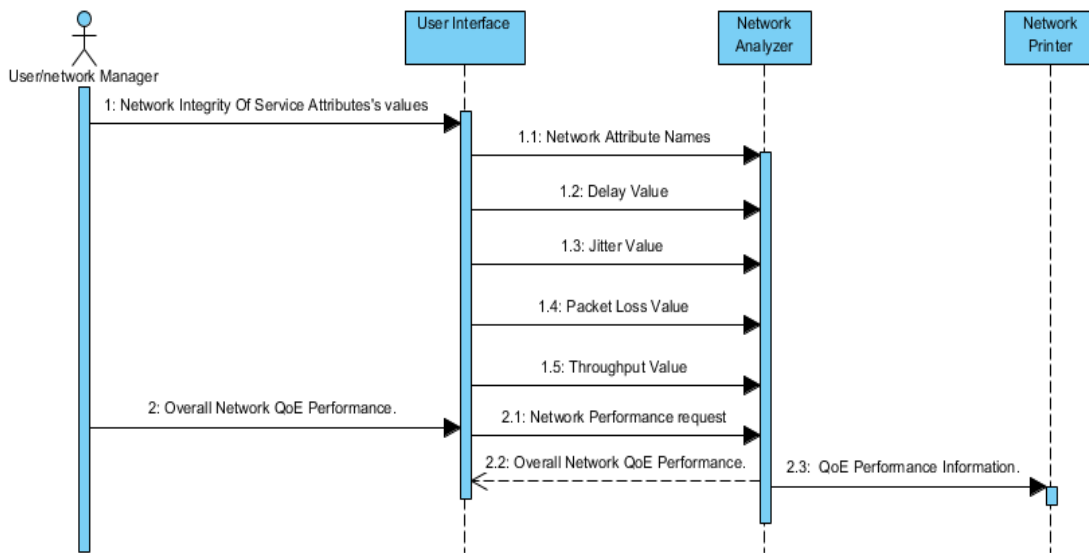 User Interface
Network
Analyzer
Network
Printer
User/network Manager
1: Network Integrity Of Service Attributes's values
1.1: Network Attribute Names
1.2: Delay Value
1.3: Jitter Value
1.4: Packet Loss Value
1.5: Throughput Value
2: Overall Network QoE Performance.
2.1: Network Performance request
2.2: Overall Network QoE Performance.
2.3: QoE Performance Information.